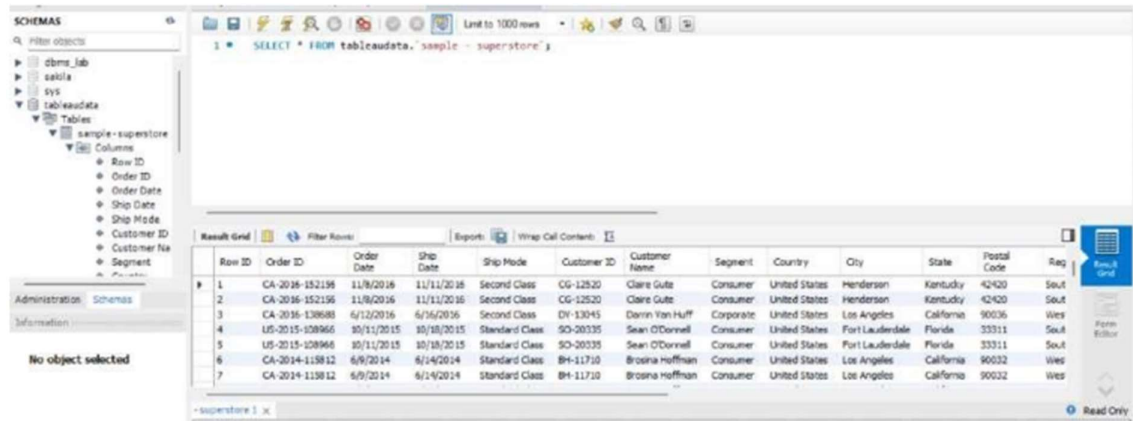 SCHEMAS
Filter objects
dbms_lab
sakila
sys
tableaudata
Tables
sample-superstore
Columns
Row ID
Order ID
Order Date
Ship Date
Ship Mode
Customer ID
Customer Na
Segment
Administration Schemas
Information
No object selected
Limit to 1000 rows
1 SELECT * FROM tableaudata.`sample - superstore`;
Result Grid Filter Rows: Export: Wrap Cell Content:
Row ID Order ID Order Date Ship Date Ship Mode Customer ID Customer Name Segment Country City State Postal Code Reg
1 CA-2016-152156 11/8/2016 11/11/2016 Second Class CG-12520 Claire Gute Consumer United States Henderson Kentucky 42420 Sout
2 CA-2016-152156 11/8/2016 11/11/2016 Second Class CG-12520 Claire Gute Consumer United States Henderson Kentucky 42420 Sout
3 CA-2016-138688 6/12/2016 6/16/2016 Second Class DV-13045 Darrin Van Huff Corporate United States Los Angeles California 90036 Wes
4 US-2015-108966 10/11/2015 10/18/2015 Standard Class SO-20335 Sean O'Donnell Consumer United States Fort Lauderdale Florida 33311 Sout
5 US-2015-108966 10/11/2015 10/18/2015 Standard Class SO-20335 Sean O'Donnell Consumer United States Fort Lauderdale Florida 33311 Sout
6 CA-2014-115812 6/9/2014 6/14/2014 Standard Class BH-11710 Brosina Hoffman Consumer United States Los Angeles California 90032 Wes
7 CA-2014-115812 6/9/2014 6/14/2014 Standard Class BH-11710 Brosina Hoffman Consumer United States Los Angeles California 90032 Wes
Result Grid
Form Editor
-superstore 1
Read Only